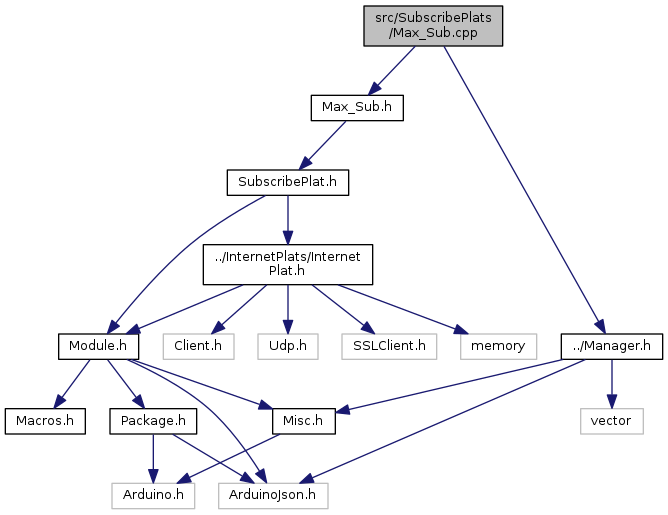 src/SubscribePlats
/Max_Sub.cpp
Max_Sub.h
SubscribePlat.h
../InternetPlats/Internet
Plat.h
Module.h
Client.h
Udp.h
SSLClient.h
memory
../Manager.h
Macros.h
Package.h
Misc.h
vector
Arduino.h
ArduinoJson.h